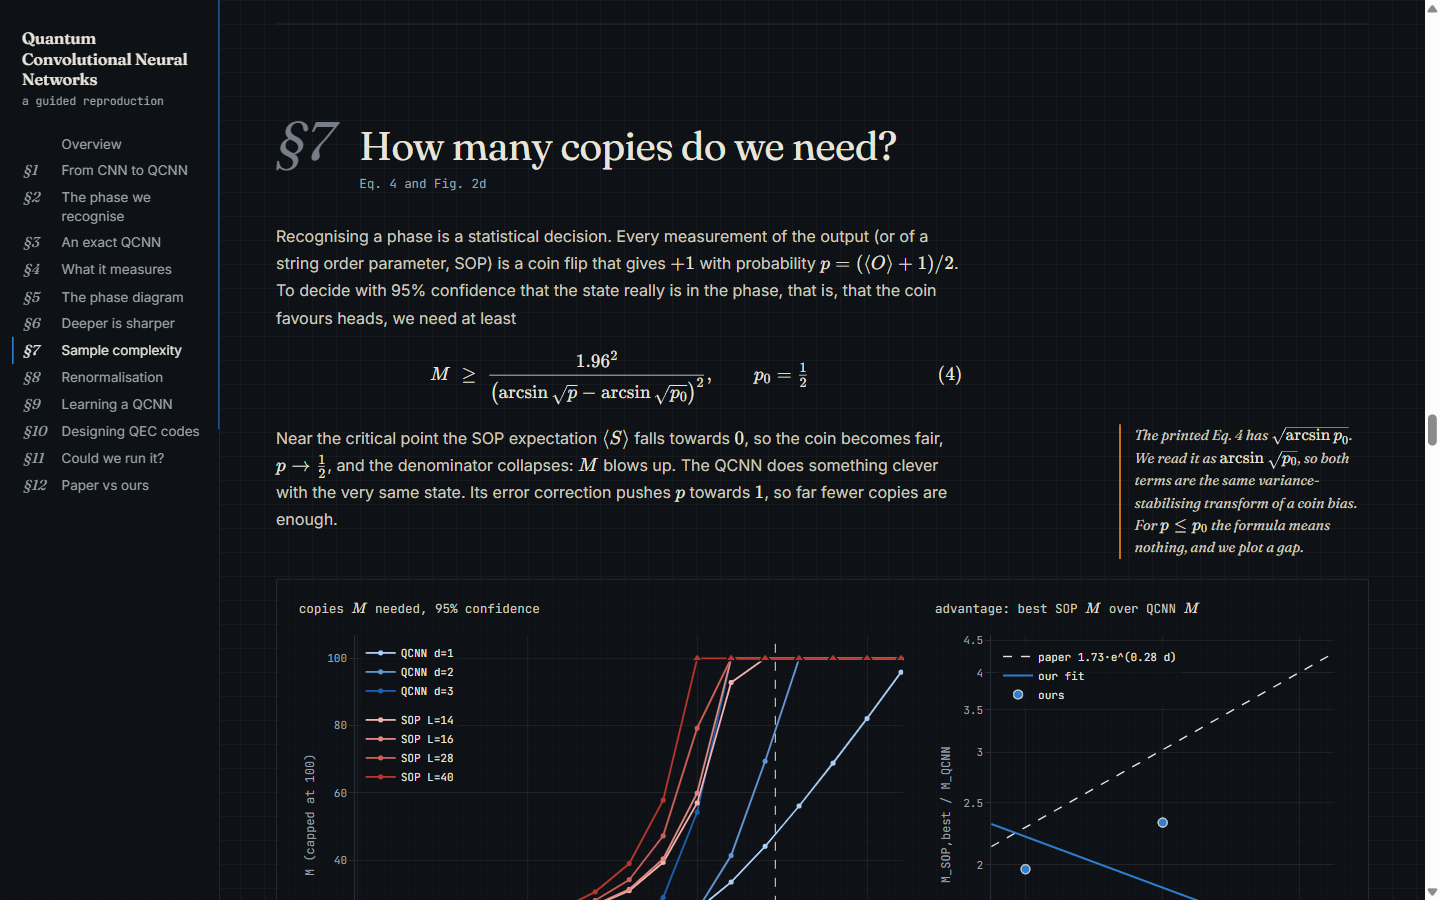 Quantum
Convolutional Neural
Networks
a guided reproduction
Overview
§1 From CNN to QCNN
§2 The phase we
recognise
§3 An exact QCNN
§4 What it measures
§5 The phase diagram
§6 Deeper is sharper
§7 Sample complexity
§8 Renormalisation
§9 Learning a QCNN
§10 Designing QEC codes
§11 Could we run it?
§12 Paper vs ours
§7 How many copies do we need?
Eq. 4 and Fig. 2d
Recognising a phase is a statistical decision. Every measurement of the output (or of a
string order parameter, SOP) is a coin flip that gives +1 with probability p = (⟨O⟩ + 1)/2.
To decide with 95% confidence that the state really is in the phase, that is, that the coin
favours heads, we need at least
M ≥ 1.96² / (arcsin √p − arcsin √p₀)², p₀ = 1/2 (4)
Near the critical point the SOP expectation ⟨S⟩ falls towards 0, so the coin becomes fair,
p → 1/2, and the denominator collapses: M blows up. The QCNN does something clever
with the very same state. Its error correction pushes p towards 1, so far fewer copies are
enough.
The printed Eq. 4 has √(arcsin p₀).
We read it as arcsin √p₀, so both
terms are the same variance-
stabilising transform of a coin bias.
For p ≤ p₀ the formula means
nothing, and we plot a gap.
copies M needed, 95% confidence
QCNN d=1
QCNN d=2
QCNN d=3
SOP L=14
SOP L=16
SOP L=28
SOP L=40
100
80
60
40
M (capped at 100)
advantage: best SOP M over QCNN M
paper 1.73·e^(0.28 d)
our fit
ours
4.5
4
3.5
3
2.5
2
M_SOP,best / M_QCNN